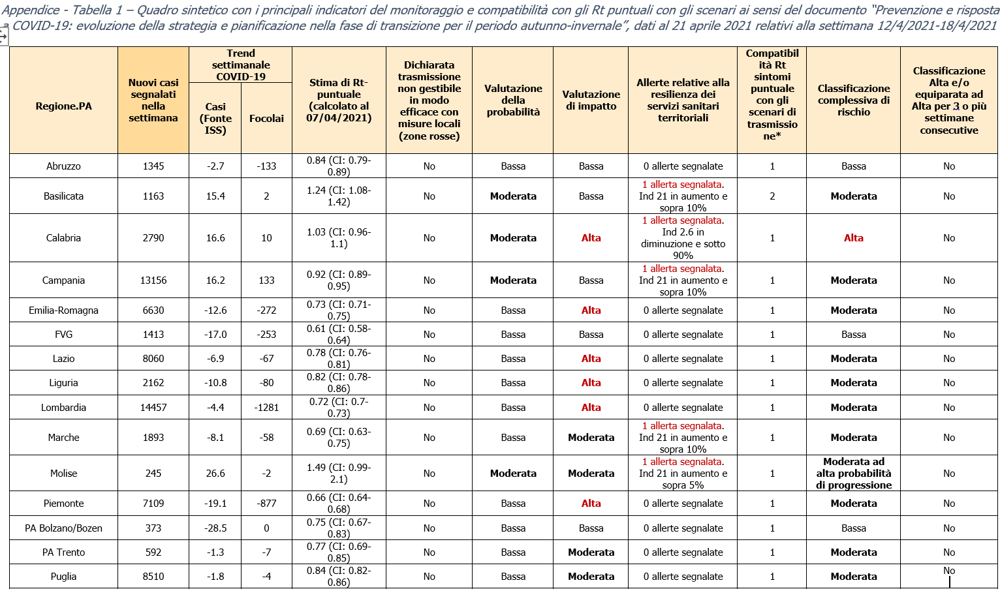 Appendice - Tabella 1 – Quadro sintetico con i principali indicatori del monitoraggio e compatibilità con gli Rt puntuali con gli scenari ai sensi del documento “Prevenzione e risposta
a COVID-19: evoluzione della strategia e pianificazione nella fase di transizione per il periodo autunno-invernale”, dati al 21 aprile 2021 relativi alla settimana 12/4/2021-18/4/2021
Regione.PA
Nuovi casi
segnalati
nella
settimana
Trend
settimanale
COVID-19
Casi
(Fonte
ISS)
Focolai
Stima di Rt-
puntuale
(calcolato al
07/04/2021)
Dichiarata
trasmissione
non gestibile
in modo
efficace con
misure locali
(zone rosse)
Valutazione
della
probabilità
Valutazione
di impatto
Allerte relative alla
resilienza dei
servizi sanitari
territoriali
Compatibil
ità Rt
sintomi
puntuale
con gli
scenari di
trasmissio
ne*
Classificazione
complessiva di
rischio
Classificazione
Alta e/o
equiparata ad
Alta per 3 o più
settimane
consecutive
Abruzzo 1345 -2.7 -133 0.84 (CI: 0.79-
0.89) No Bassa Bassa 0 allerte segnalate 1 Bassa No
Basilicata 1163 15.4 2 1.24 (CI: 1.08-
1.42) No Moderata Bassa 1 allerta segnalata.
Ind 21 in aumento e
sopra 10% 2 Moderata No
Calabria 2790 16.6 10 1.03 (CI: 0.96-
1.1) No Moderata Alta 1 allerta segnalata.
Ind 2.6 in
diminuzione e sotto
90% 1 Alta No
Campania 13156 16.2 133 0.92 (CI: 0.89-
0.95) No Moderata Bassa 1 allerta segnalata.
Ind 21 in aumento e
sopra 10% 1 Moderata No
Emilia-Romagna 6630 -12.6 -272 0.73 (CI: 0.71-
0.75) No Bassa Alta 0 allerte segnalate 1 Moderata No
FVG 1413 -17.0 -253 0.61 (CI: 0.58-
0.64) No Bassa Bassa 0 allerte segnalate 1 Bassa No
Lazio 8060 -6.9 -67 0.78 (CI: 0.76-
0.81) No Bassa Alta 0 allerte segnalate 1 Moderata No
Liguria 2162 -10.8 -80 0.82 (CI: 0.78-
0.86) No Bassa Alta 0 allerte segnalate 1 Moderata No
Lombardia 14457 -4.4 -1281 0.72 (CI: 0.7-
0.73) No Bassa Alta 0 allerte segnalate 1 Moderata No
Marche 1893 -8.1 -58 0.69 (CI: 0.63-
0.75) No Bassa Moderata 1 allerta segnalata.
Ind 21 in aumento e
sopra 10% 1 Moderata No
Molise 245 26.6 -2 1.49 (CI: 0.99-
2.1) No Moderata Moderata 1 allerta segnalata.
Ind 21 in aumento e
sopra 5% 1 Moderata ad
alta probabilità
di progressione No
Piemonte 7109 -19.1 -877 0.66 (CI: 0.64-
0.68) No Bassa Alta 0 allerte segnalate 1 Moderata No
PA Bolzano/Bozen 373 -28.5 0 0.75 (CI: 0.67-
0.83) No Bassa Bassa 0 allerte segnalate 1 Bassa No
PA Trento 592 -1.3 -7 0.77 (CI: 0.69-
0.85) No Bassa Moderata 0 allerte segnalate 1 Moderata No
Puglia 8510 -1.8 -4 0.84 (CI: 0.82-
0.86) No Bassa Moderata 0 allerte segnalate 1 Moderata No